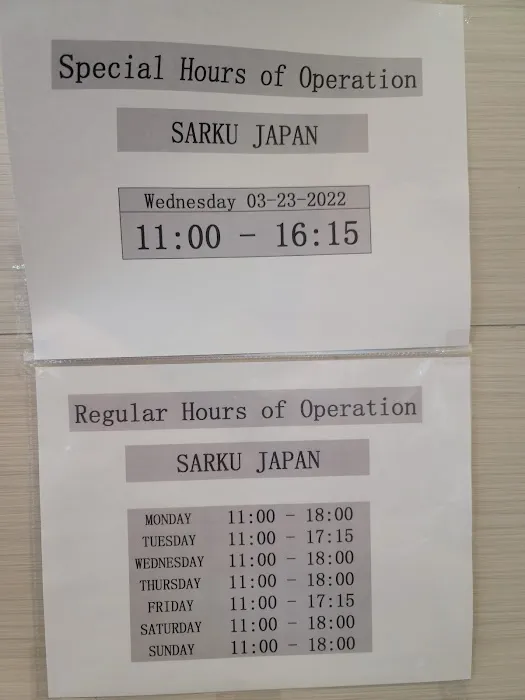 Special Hours of Operation
SARKU JAPAN
Wednesday 03-23-2022
11:00 - 16:15
Regular Hours of Operation
SARKU JAPAN
MONDAY 11:00 - 18:00
TUESDAY 11:00 - 17:15
WEDNESDAY 11:00 - 18:00
THURSDAY 11:00 - 18:00
FRIDAY 11:00 - 17:15
SATURDAY 11:00 - 18:00
SUNDAY 11:00 - 18:00